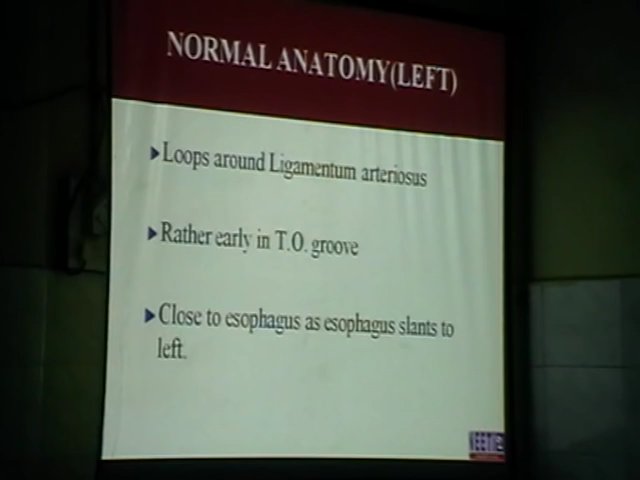 NORMAL ANATOMY(LEFT)
Loops around Ligamentum arteriosus
Rather early in T.O. groove
Close to esophagus as esophagus slants to
left.